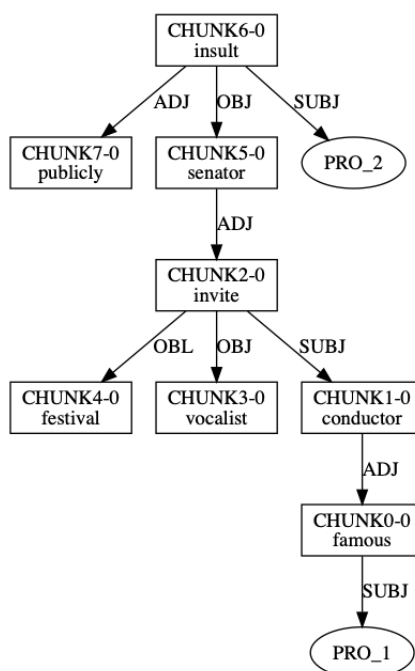 CHUNK6-0
insult
ADJ
OBJ
SUBJ
CHUNK7-0
publicly
CHUNK5-0
senator
PRO_2
ADJ
CHUNK2-0
invite
OBL
OBJ
SUBJ
CHUNK4-0
festival
CHUNK3-0
vocalist
CHUNK1-0
conductor
ADJ
CHUNK0-0
famous
SUBJ
PRO_1